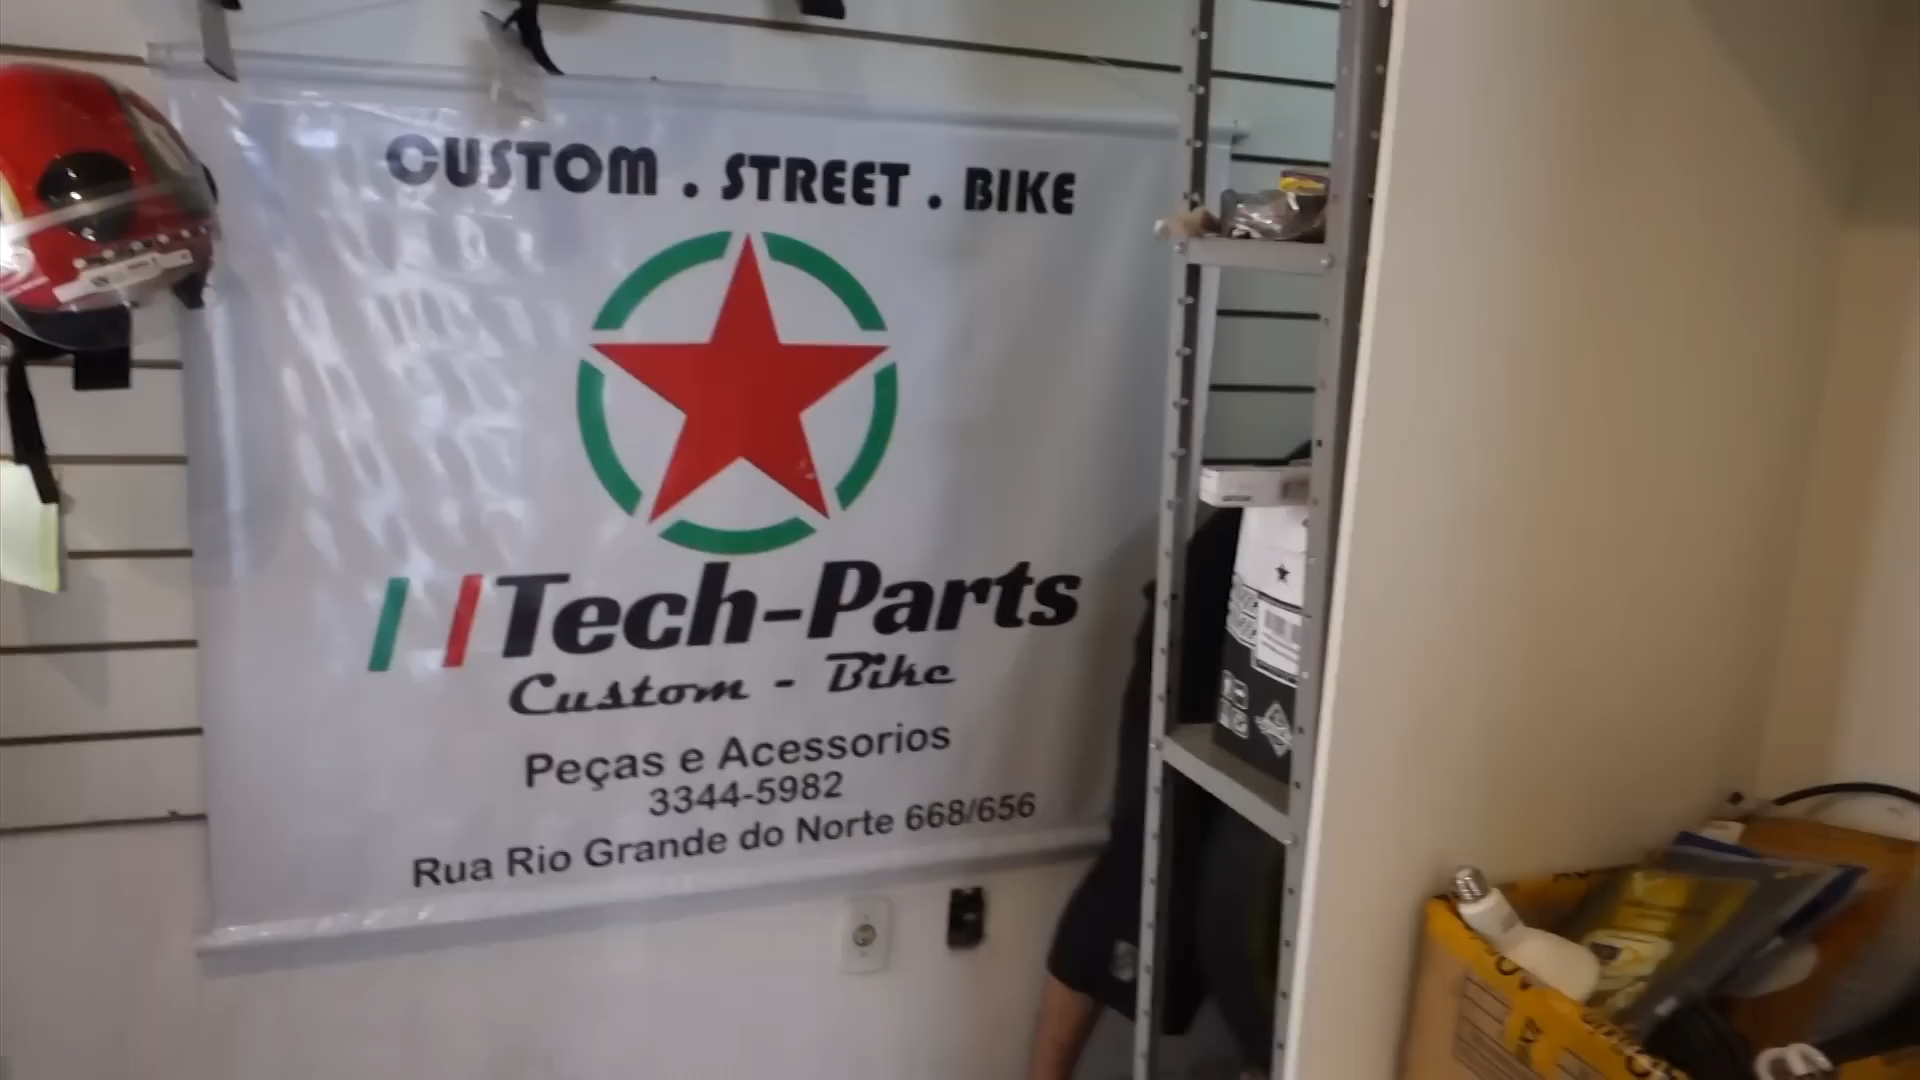 CUSTOM . STREET . BIKE
Tech-Parts
Custom - Bike
Peças e Acessorios
3344-5982
Rua Rio Grande do Norte 668/656